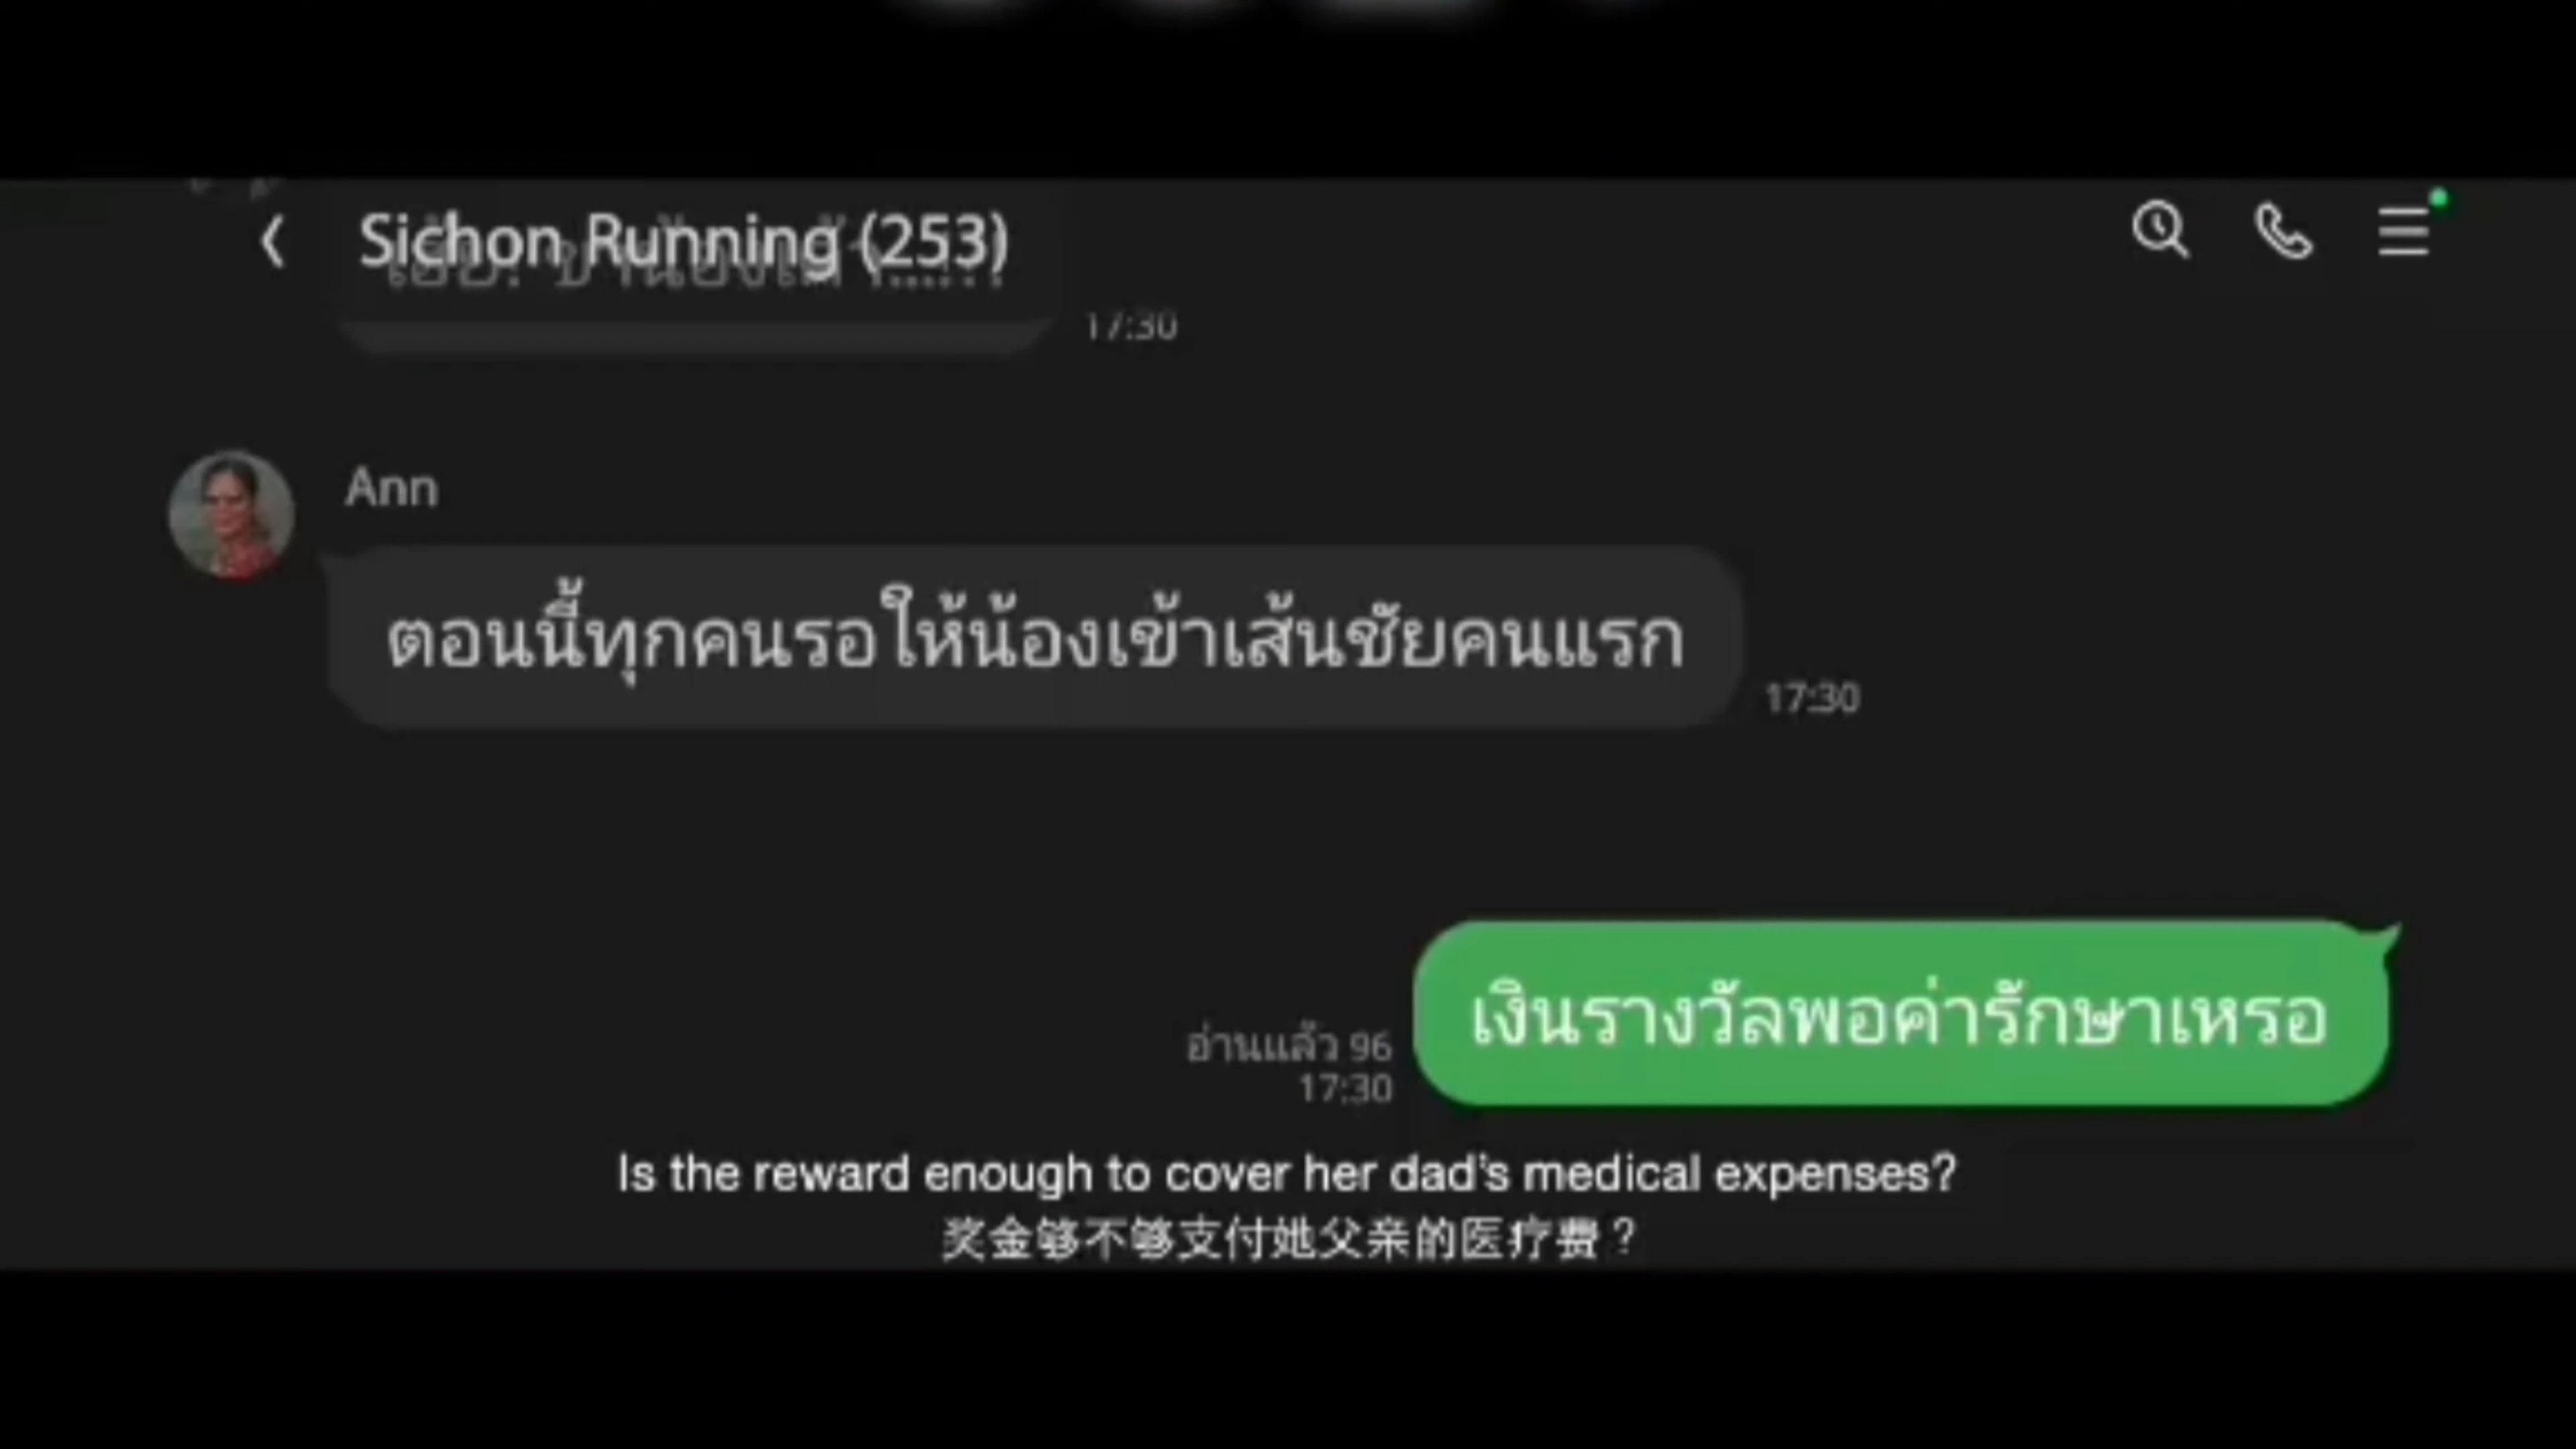 Sichon Running (253)
17:30
Ann
ตอนนี้ทุกคนรอให้น้องเข้าเส้นชัยคนแรก
17:30
เงินรางวัลพอค่ารักษาเหรอ
อ่านแล้ว 96
17:30
Is the reward enough to cover her dad's medical expenses?
奖金够不够支付她父亲的医疗费？